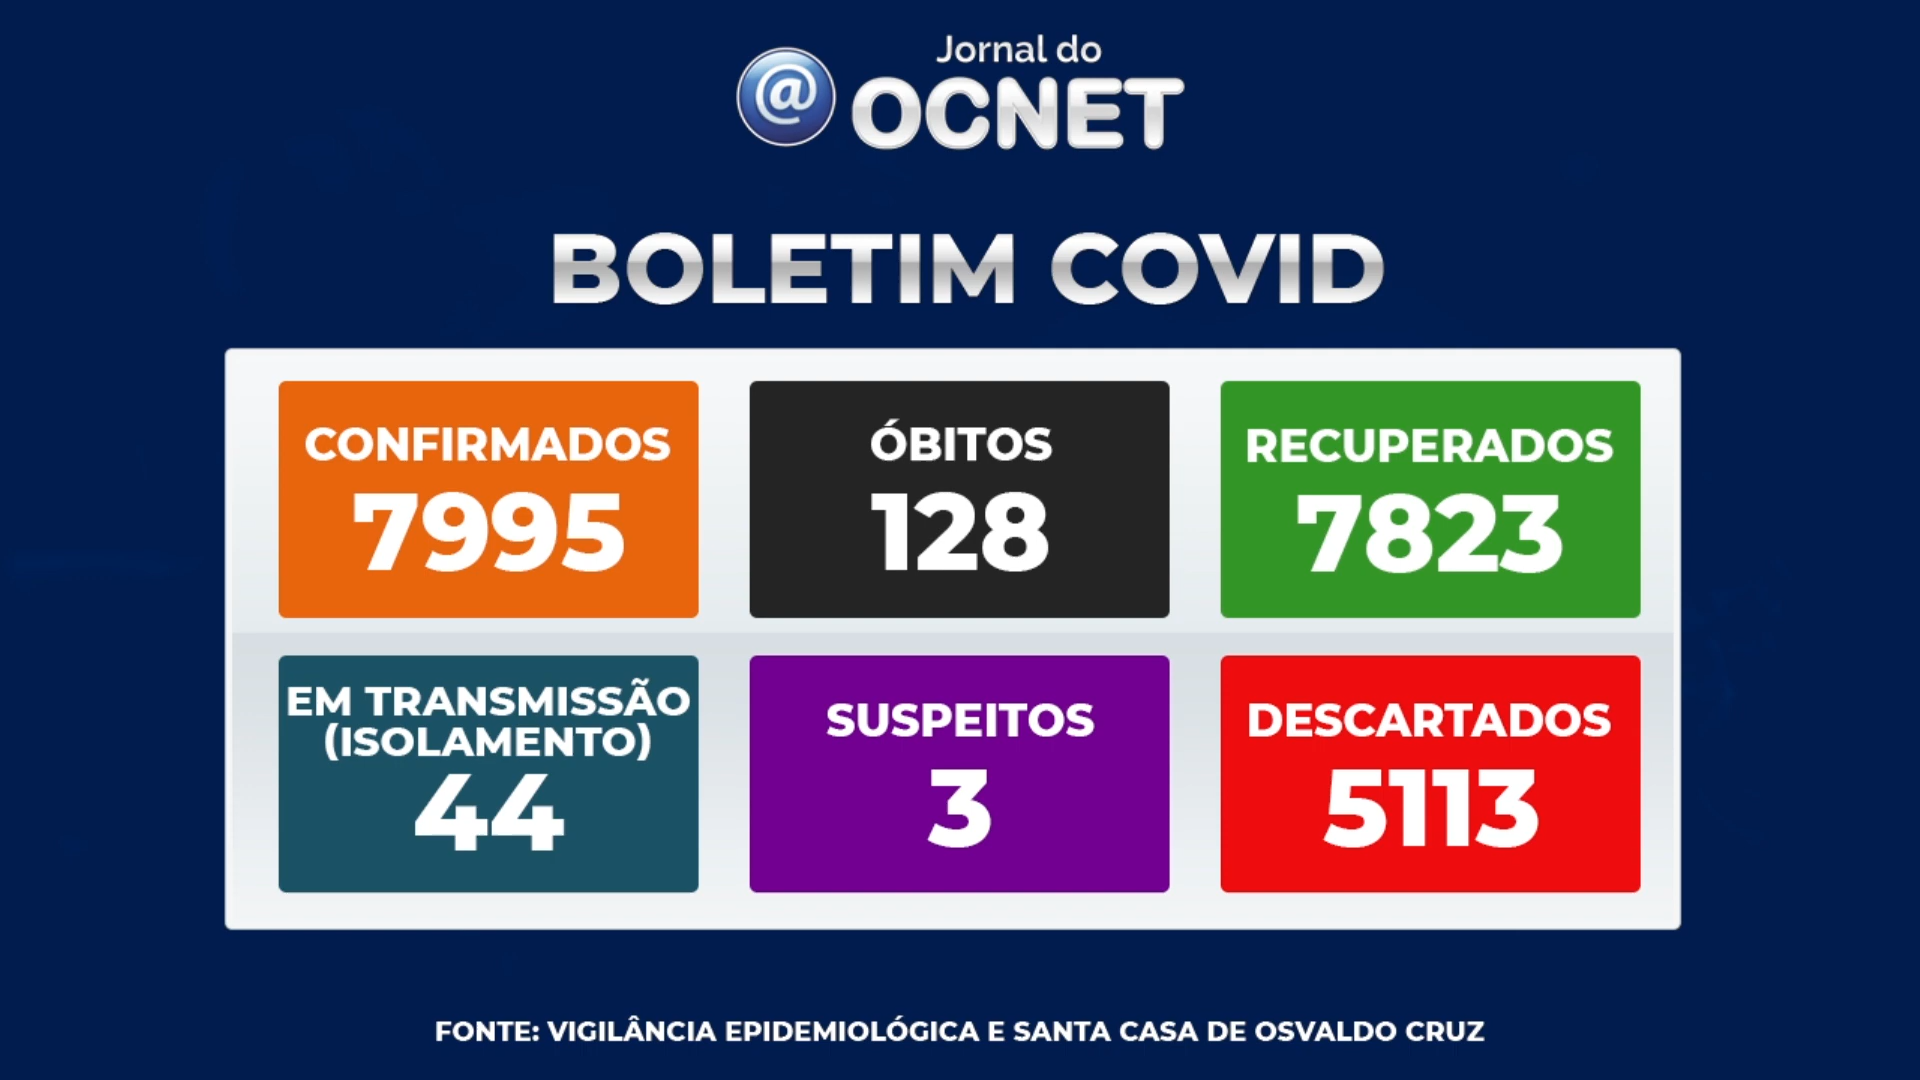 Jornal do
@ OCNET
BOLETIM COVID
CONFIRMADOS
7995
ÓBITOS
128
RECUPERADOS
7823
EM TRANSMISSÃO
(ISOLAMENTO)
44
SUSPEITOS
3
DESCARTADOS
5113
FONTE: VIGILÂNCIA EPIDEMIOLÓGICA E SANTA CASA DE OSVALDO CRUZ